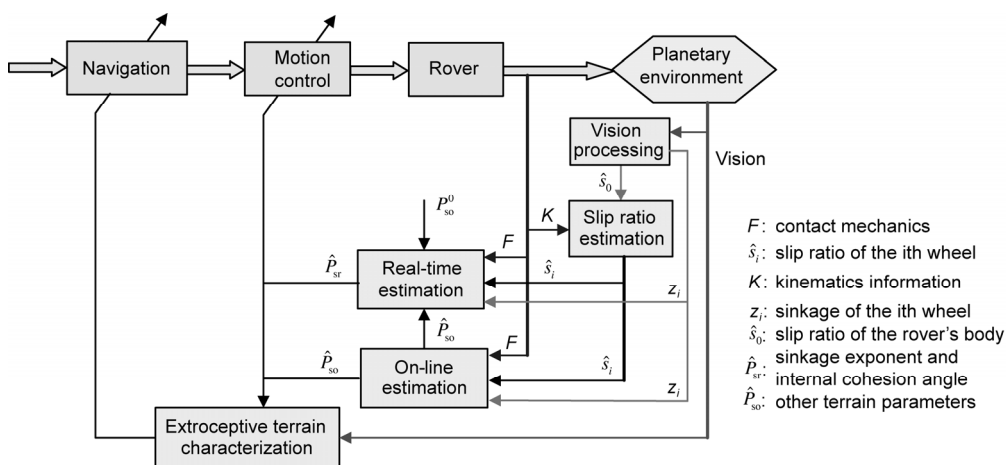 Navigation
Motion
control
Rover
Planetary
environment
Vision
processing
Vision
ŝ₀
P⁰so
K
Slip ratio
estimation
F
P̂sr
Real-time
estimation
ŝᵢ
zᵢ
P̂so
F
P̂so
On-line
estimation
ŝᵢ
zᵢ
Extroceptive terrain
characterization
F: contact mechanics
ŝᵢ: slip ratio of the ith wheel
K: kinematics information
zᵢ: sinkage of the ith wheel
ŝ₀: slip ratio of the rover's body
P̂sr: sinkage exponent and
internal cohesion angle
P̂so: other terrain parameters